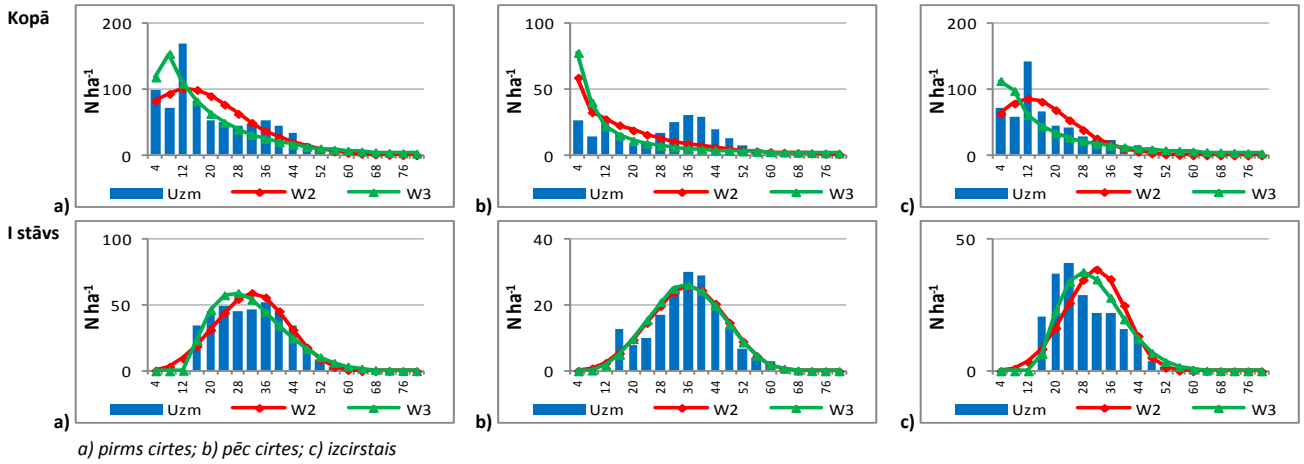 Kopā
200
100
0
N ha-1
4 12 20 28 36 44 52 60 68 76
Uzm W2 W3
a)
100
50
0
N ha-1
4 12 20 28 36 44 52 60 68 76
Uzm W2 W3
b)
200
100
0
N ha-1
4 12 20 28 36 44 52 60 68 76
Uzm W2 W3
c)
I stāvs
100
50
0
N ha-1
4 12 20 28 36 44 52 60 68 76
Uzm W2 W3
a)
40
20
0
N ha-1
4 12 20 28 36 44 52 60 68 76
Uzm W2 W3
b)
50
0
N ha-1
4 12 20 28 36 44 52 60 68 76
Uzm W2 W3
c)
a) pirms cirtes; b) pēc cirtes; c) izcirstais